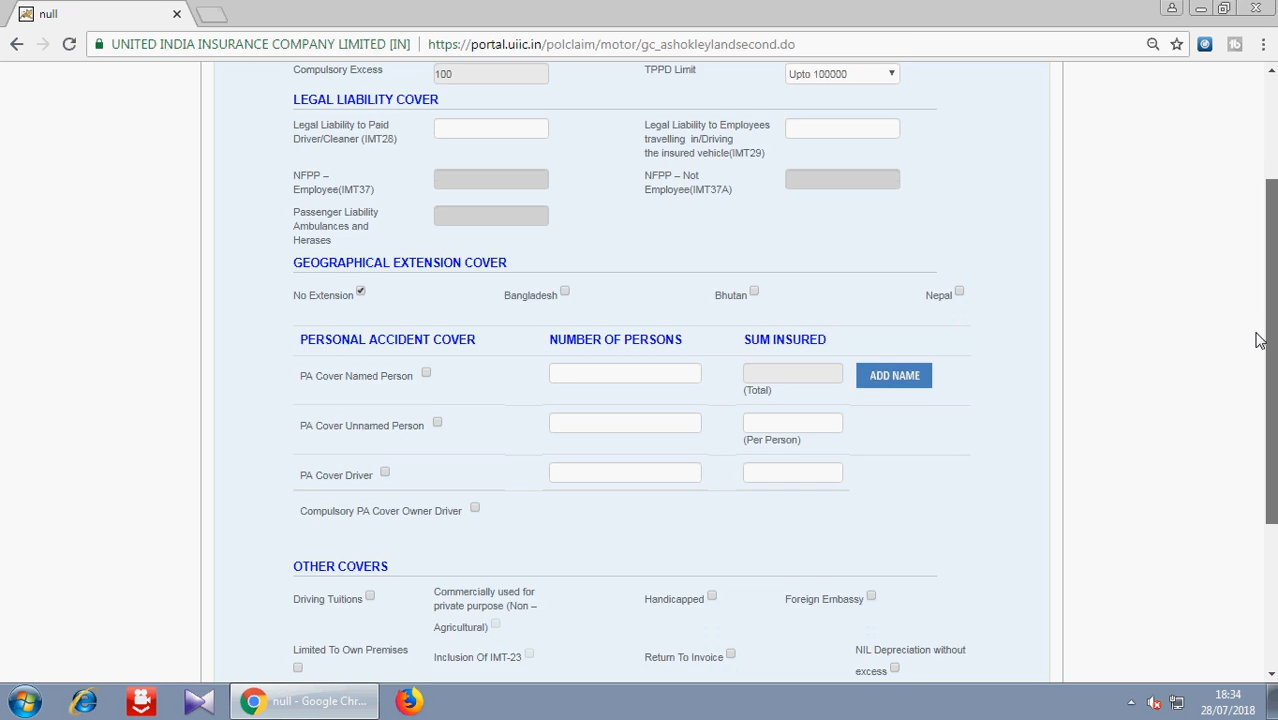 null
UNITED INDIA INSURANCE COMPANY LIMITED [IN]
https://portal.uiic.in/polclaim/motor/gc_ashokleylandsecond.do
Compulsory Excess
100
TPPD Limit
Upto 100000
LEGAL LIABILITY COVER
Legal Liability to Paid
Driver/Cleaner (IMT28)
Legal Liability to Employees
travelling in/Driving
the insured vehicle(IMT29)
NFPP –
Employee(IMT37)
NFPP – Not
Employee(IMT37A)
Passenger Liability
Ambulances and
Herases
GEOGRAPHICAL EXTENSION COVER
No Extension
Bangladesh
Bhutan
Nepal
PERSONAL ACCIDENT COVER
NUMBER OF PERSONS
SUM INSURED
PA Cover Named Person
(Total)
ADD NAME
PA Cover Unnamed Person
(Per Person)
PA Cover Driver
Compulsory PA Cover Owner Driver
OTHER COVERS
Driving Tuitions
Commercially used for
private purpose (Non –
Agricultural)
Handicapped
Foreign Embassy
Limited To Own Premises
Inclusion Of IMT-23
Return To Invoice
NIL Depreciation without
excess
null - Google Chr...
18:34
28/07/2018